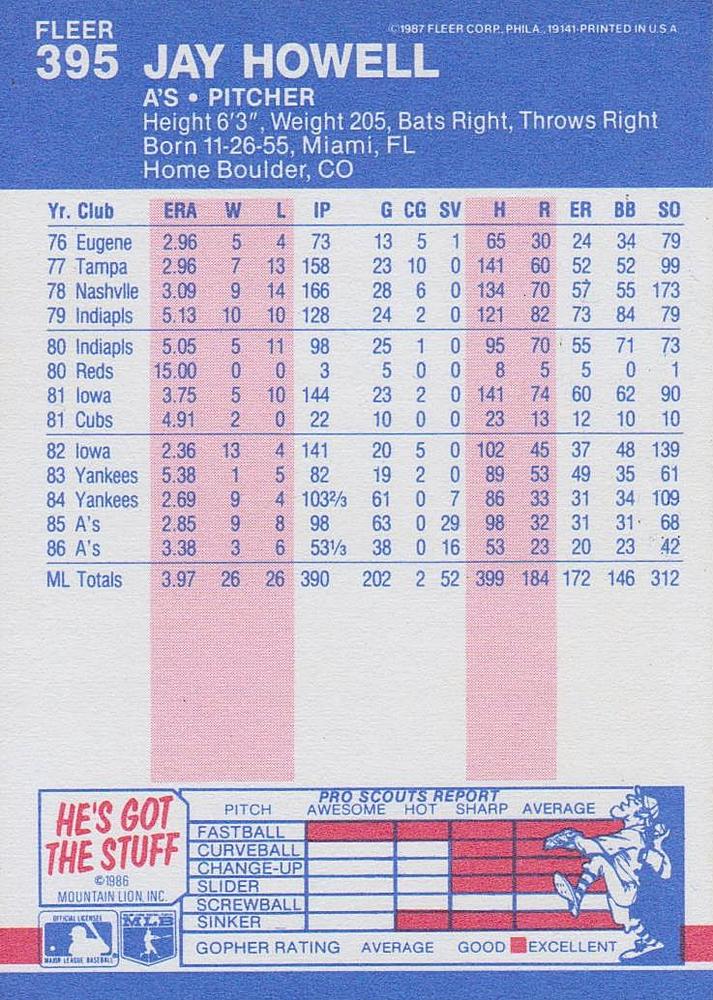 FLEER
©1987 FLEER CORP., PHILA., 19141-PRINTED IN U.S.A.
395 JAY HOWELL
A'S • PITCHER
Height 6'3", Weight 205, Bats Right, Throws Right
Born 11-26-55, Miami, FL
Home Boulder, CO
Yr. Club ERA W L IP G CG SV H R ER BB SO
76 Eugene 2.96 5 4 73 13 5 1 65 30 24 34 79
77 Tampa 2.96 7 13 158 23 10 0 141 60 52 52 99
78 Nashvlle 3.09 9 14 166 28 6 0 134 70 57 55 173
79 Indiapls 5.13 10 10 128 24 2 0 121 82 73 84 79
80 Indiapls 5.05 5 11 98 25 1 0 95 70 55 71 73
80 Reds 15.00 0 0 3 5 0 0 8 5 5 0 1
81 Iowa 3.75 5 10 144 23 2 0 141 74 60 62 90
81 Cubs 4.91 2 0 22 10 0 0 23 13 12 10 10
82 Iowa 2.36 13 4 141 20 5 0 102 45 37 48 139
83 Yankees 5.38 1 5 82 19 2 0 89 53 49 35 61
84 Yankees 2.69 9 4 103⅔ 61 0 7 86 33 31 34 109
85 A's 2.85 9 8 98 63 0 29 98 32 31 31 68
86 A's 3.38 3 6 53⅓ 38 0 16 53 23 20 23 42
ML Totals 3.97 26 26 390 202 2 52 399 184 172 146 312
HE'S GOT
THE STUFF
©1986
MOUNTAIN LION, INC.
OFFICIAL LICENSEE
MAJOR LEAGUE BASEBALL
MLB
PRO SCOUTS REPORT
PITCH AWESOME HOT SHARP AVERAGE
FASTBALL
CURVEBALL
CHANGE-UP
SLIDER
SCREWBALL
SINKER
GOPHER RATING AVERAGE GOOD EXCELLENT